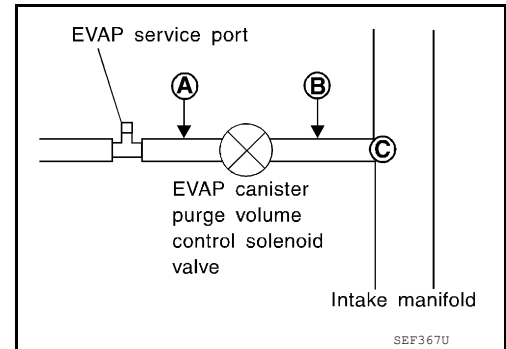 EVAP service port
A
B
C
EVAP canister
purge volume
control solenoid
valve
Intake manifold
SEF367U